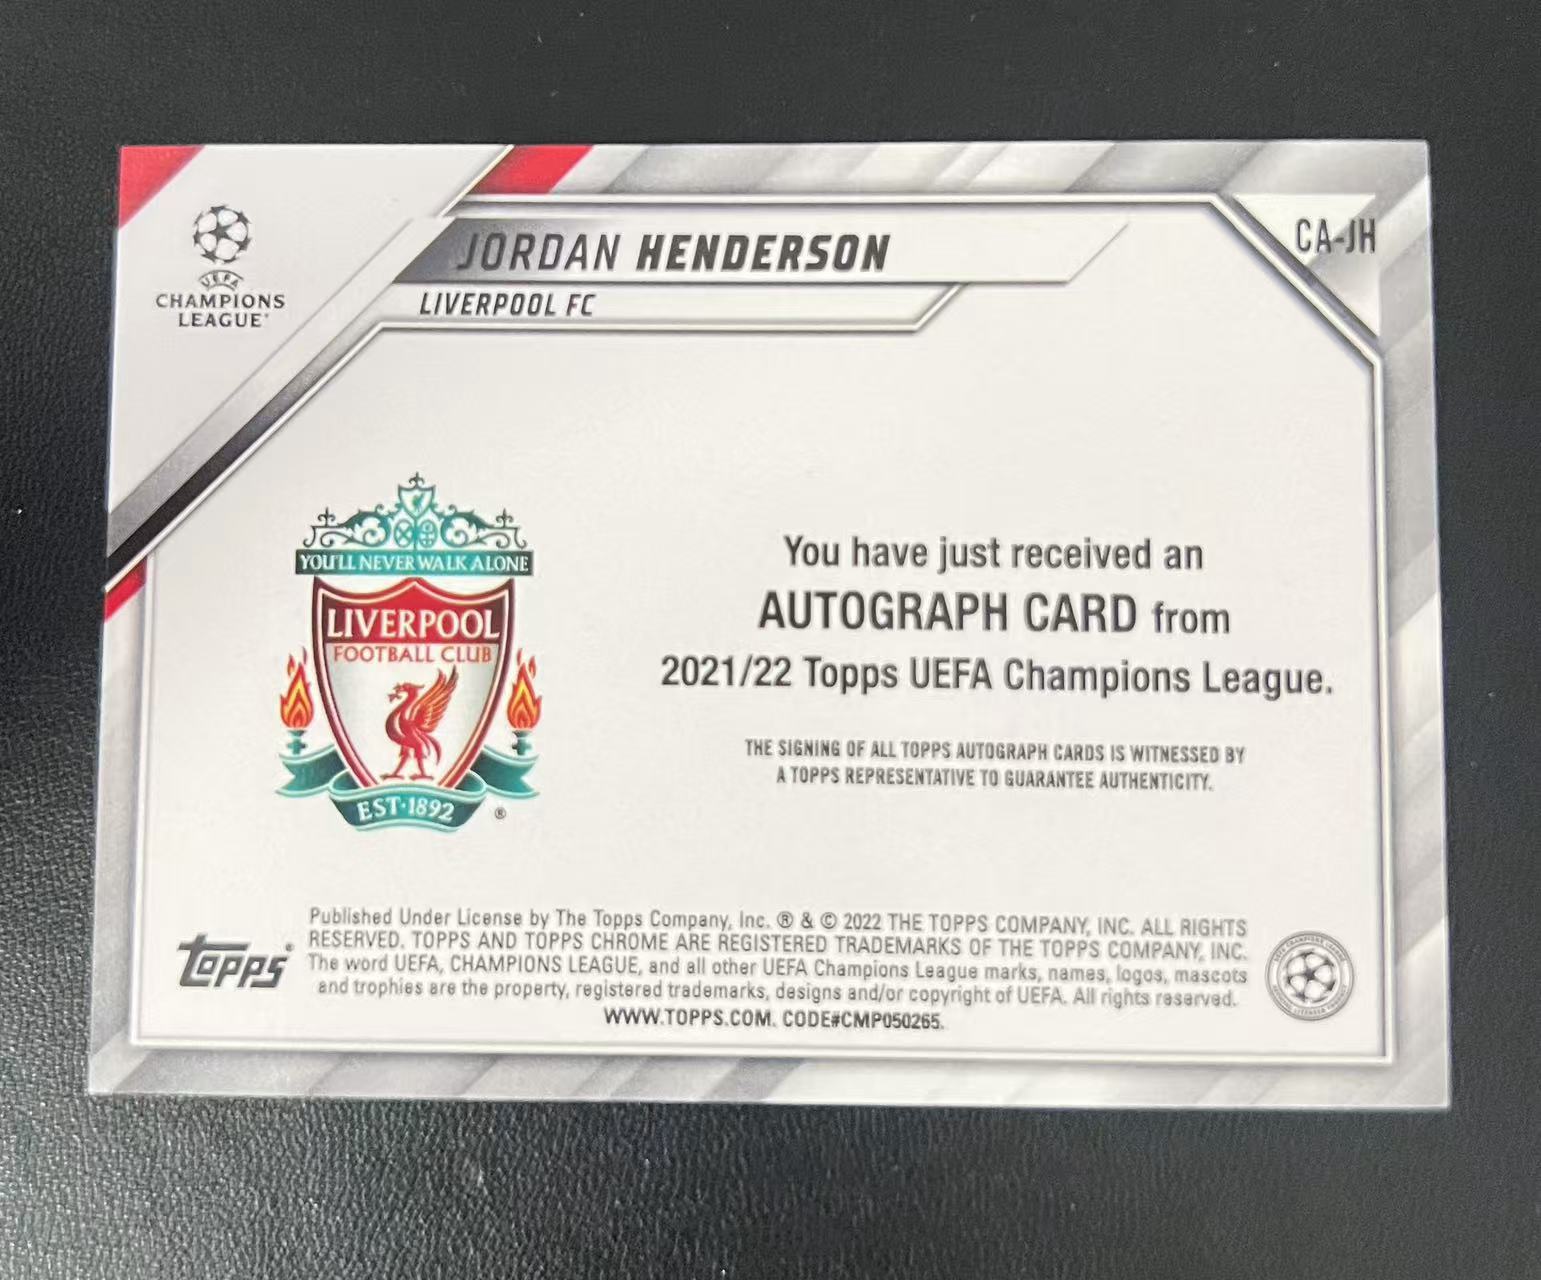 UEFA
CHAMPIONS
LEAGUE®
JORDAN HENDERSON
LIVERPOOL FC
CA-JH
YOU'LL NEVER WALK ALONE
LIVERPOOL
FOOTBALL CLUB
EST·1892
®
You have just received an
AUTOGRAPH CARD from
2021/22 Topps UEFA Champions League.
THE SIGNING OF ALL TOPPS AUTOGRAPH CARDS IS WITNESSED BY
A TOPPS REPRESENTATIVE TO GUARANTEE AUTHENTICITY.
topps®
Published Under License by The Topps Company, Inc. ® & © 2022 THE TOPPS COMPANY, INC. ALL RIGHTS
RESERVED. TOPPS AND TOPPS CHROME ARE REGISTERED TRADEMARKS OF THE TOPPS COMPANY, INC.
The word UEFA, CHAMPIONS LEAGUE, and all other UEFA Champions League marks, names, logos, mascots
and trophies are the property, registered trademarks, designs and/or copyright of UEFA. All rights reserved.
WWW.TOPPS.COM. CODE#CMP050265.